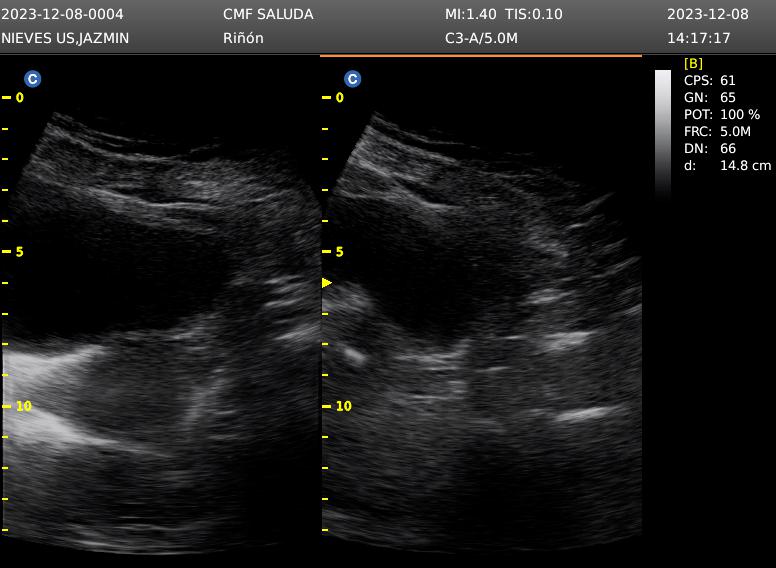 2023-12-08-0004 CMF SALUDA MI:1.40 TIS:0.10 2023-12-08
NIEVES US,JAZMIN Riñón C3-A/5.0M 14:17:17
[B]
CPS: 61
GN: 65
POT: 100 %
FRC: 5.0M
DN: 66
d: 14.8 cm
C
0
5
10
C
0
5
10